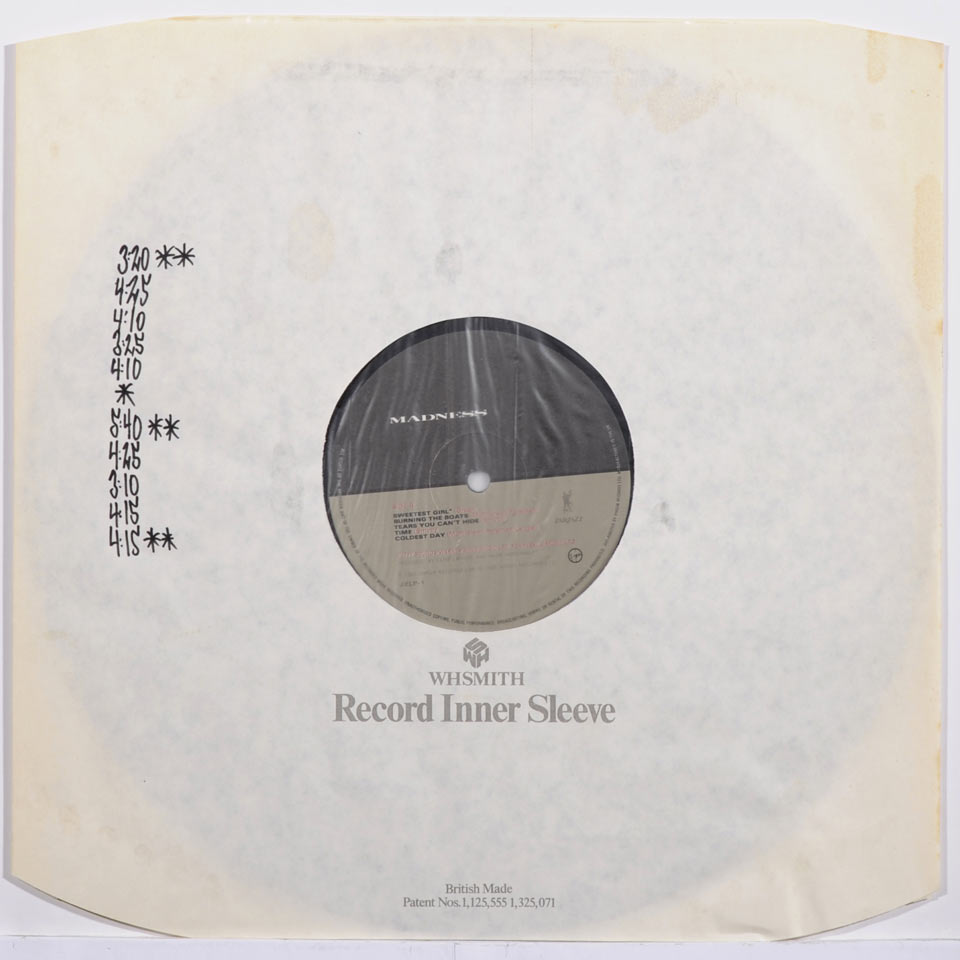 3:20 **
4:25
4:10
3:25
4:10
*
5:40 **
4:25
3:10
4:15
4:15 **
MADNESS
SWEETEST GIRL*
BURNING THE BOATS
TEARS YOU CAN'T HIDE
TIME
COLDEST DAY
JZLP·1
WHSMITH
Record Inner Sleeve
British Made
Patent Nos.1,125,555 1,325,071